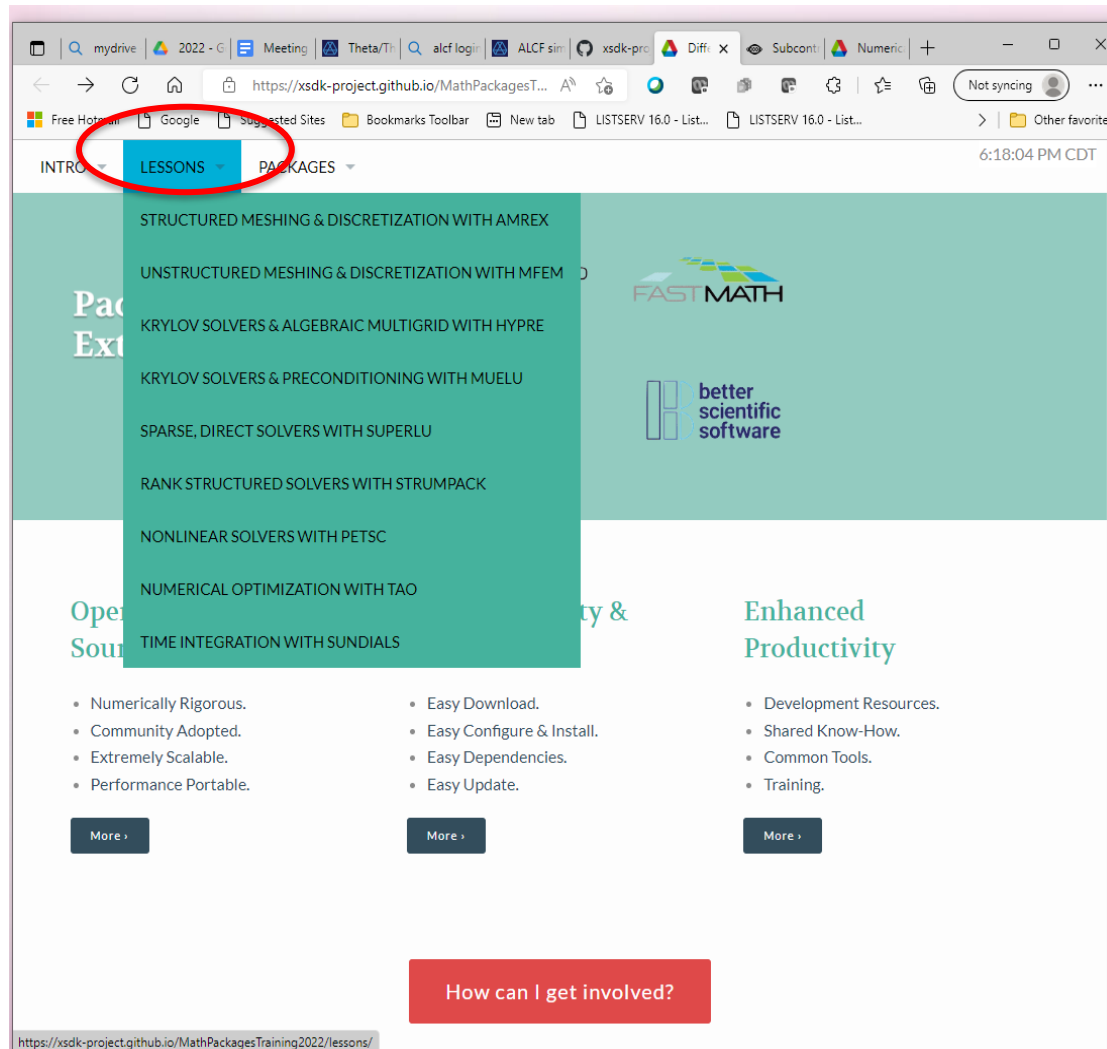 mydrive
2022 - G
Meeting
Theta/Th
alcf login
ALCF sim
xsdk-pro
Diffe
Subcont
Numeric
https://xsdk-project.github.io/MathPackagesT...
Not syncing
Free Hotmail
Google
Suggested Sites
Bookmarks Toolbar
New tab
LISTSERV 16.0 - List...
LISTSERV 16.0 - List...
Other favorite
INTRO
LESSONS
PACKAGES
6:18:04 PM CDT
STRUCTURED MESHING & DISCRETIZATION WITH AMREX
UNSTRUCTURED MESHING & DISCRETIZATION WITH MFEM
KRYLOV SOLVERS & ALGEBRAIC MULTIGRID WITH HYPRE
KRYLOV SOLVERS & PRECONDITIONING WITH MUELU
SPARSE, DIRECT SOLVERS WITH SUPERLU
RANK STRUCTURED SOLVERS WITH STRUMPACK
NONLINEAR SOLVERS WITH PETSC
NUMERICAL OPTIMIZATION WITH TAO
TIME INTEGRATION WITH SUNDIALS
Pac
Ext
FASTMATH
better
scientific
software
Oper
Sour
ty &
Enhanced
Productivity
• Numerically Rigorous.
• Community Adopted.
• Extremely Scalable.
• Performance Portable.
More ›
• Easy Download.
• Easy Configure & Install.
• Easy Dependencies.
• Easy Update.
More ›
• Development Resources.
• Shared Know-How.
• Common Tools.
• Training.
More ›
How can I get involved?
https://xsdk-project.github.io/MathPackagesTraining2022/lessons/